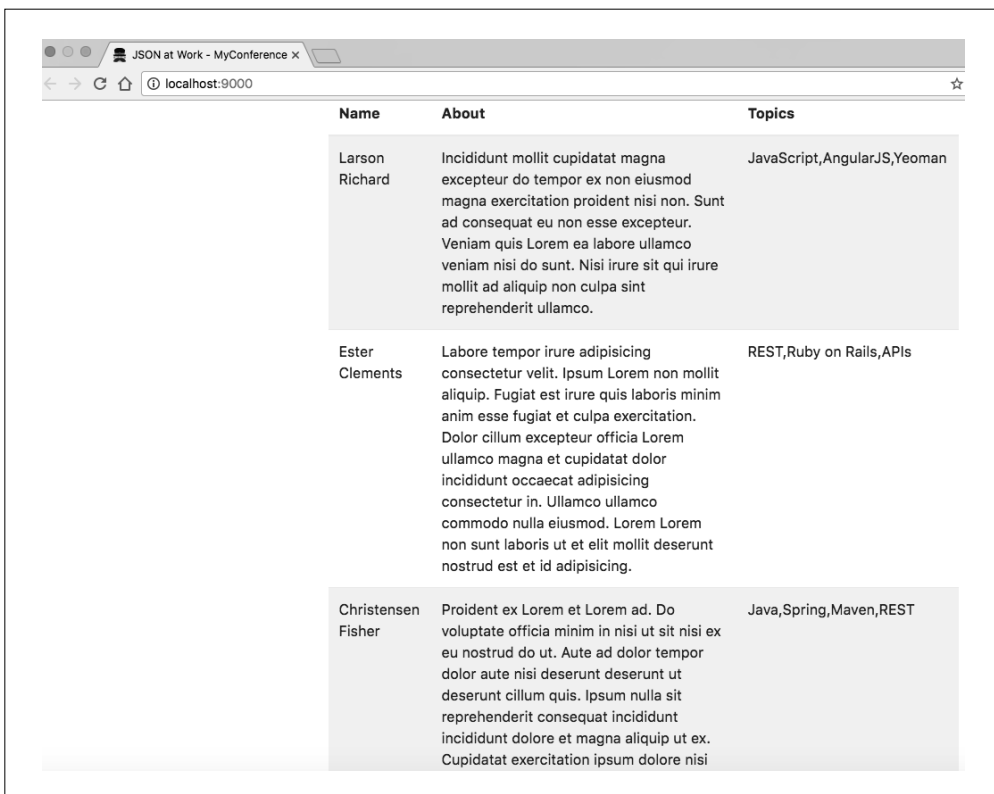 JSON at Work - MyConference ×
localhost:9000
Name About Topics
Larson Richard
Incididunt mollit cupidatat magna
excepteur do tempor ex non eiusmod
magna exercitation proident nisi non. Sunt
ad consequat eu non esse excepteur.
Veniam quis Lorem ea labore ullamco
veniam nisi do sunt. Nisi irure sit qui irure
mollit ad aliquip non culpa sint
reprehenderit ullamco.
JavaScript,AngularJS,Yeoman
Ester
Clements
Labore tempor irure adipisicing
consectetur velit. Ipsum Lorem non mollit
aliquip. Fugiat est irure quis laboris minim
anim esse fugiat et culpa exercitation.
Dolor cillum excepteur officia Lorem
ullamco magna et cupidatat dolor
incididunt occaecat adipisicing
consectetur in. Ullamco ullamco
commodo nulla eiusmod. Lorem Lorem
non sunt laboris ut et elit mollit deserunt
nostrud est et id adipisicing.
REST,Ruby on Rails,APIs
Christensen
Fisher
Proident ex Lorem et Lorem ad. Do
voluptate officia minim in nisi ut sit nisi ex
eu nostrud do ut. Aute ad dolor tempor
dolor aute nisi deserunt deserunt ut
deserunt cillum quis. Ipsum nulla sit
reprehenderit consequat incididunt
incididunt dolore et magna aliquip ut ex.
Cupidatat exercitation ipsum dolore nisi
Java,Spring,Maven,REST